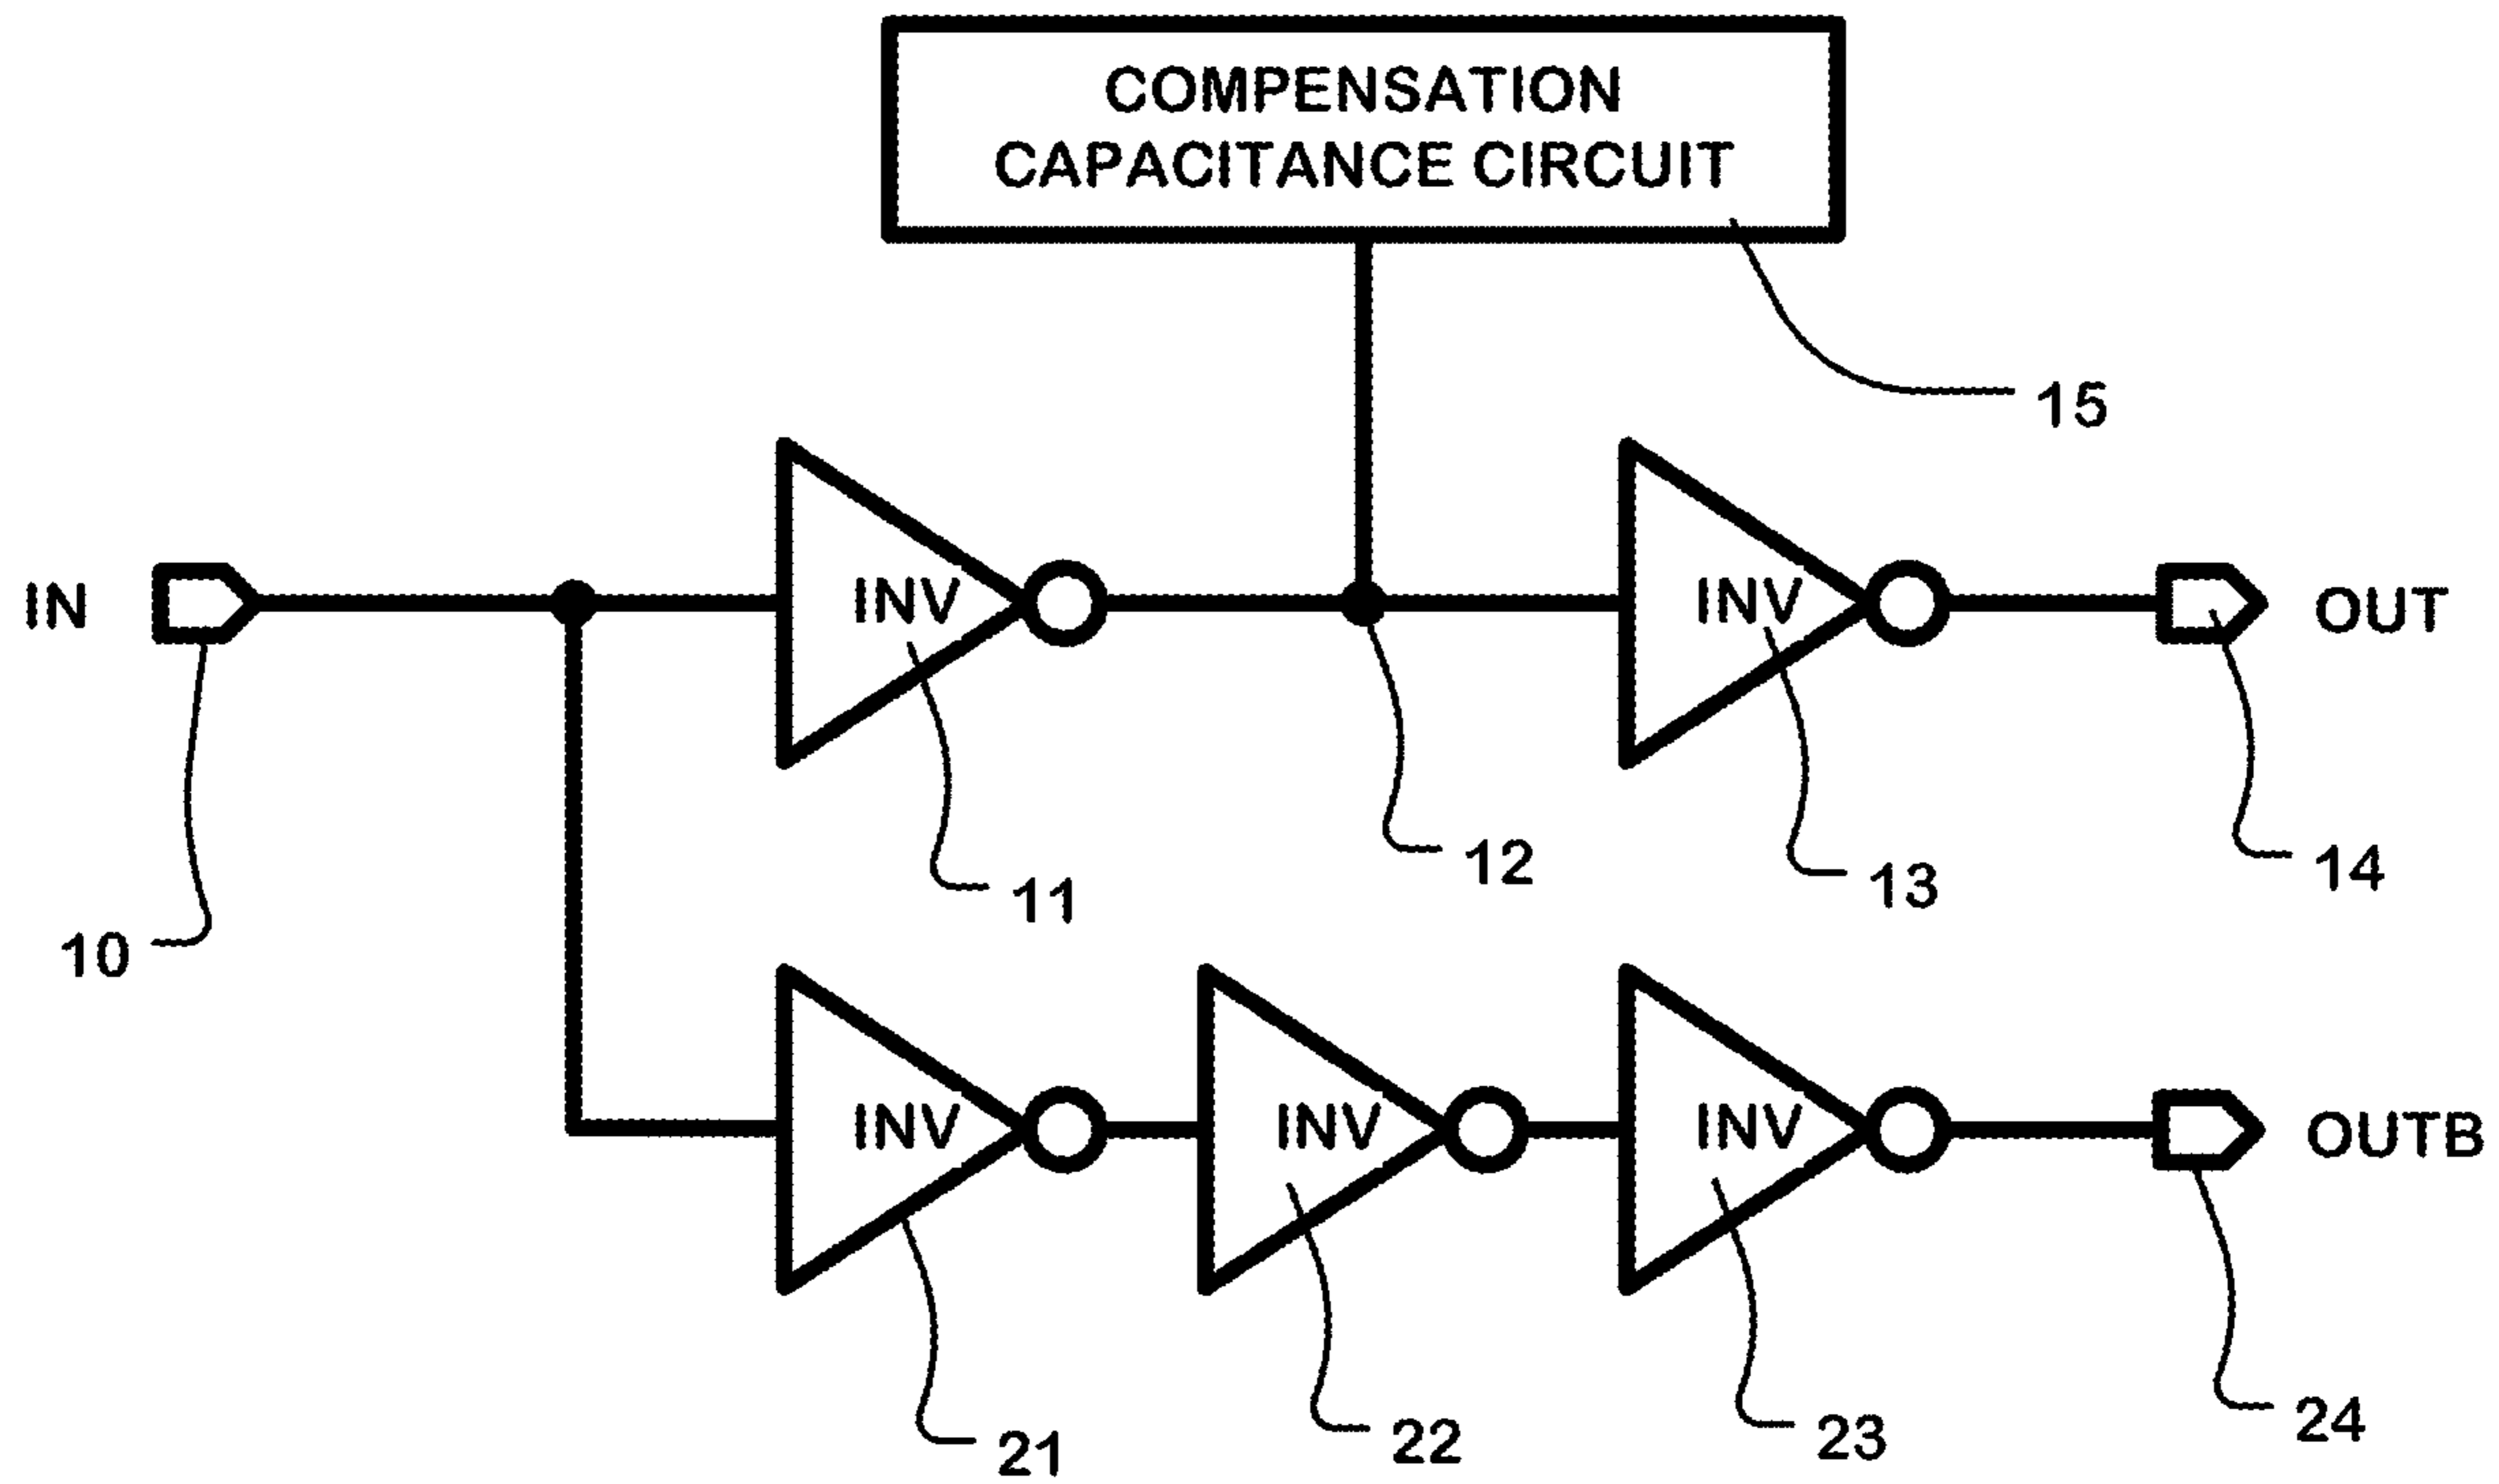 COMPENSATION
CAPACITANCE CIRCUIT
15
IN
INV
INV
OUT
10
11
12
13
14
INV
INV
INV
OUTB
21
22
23
24